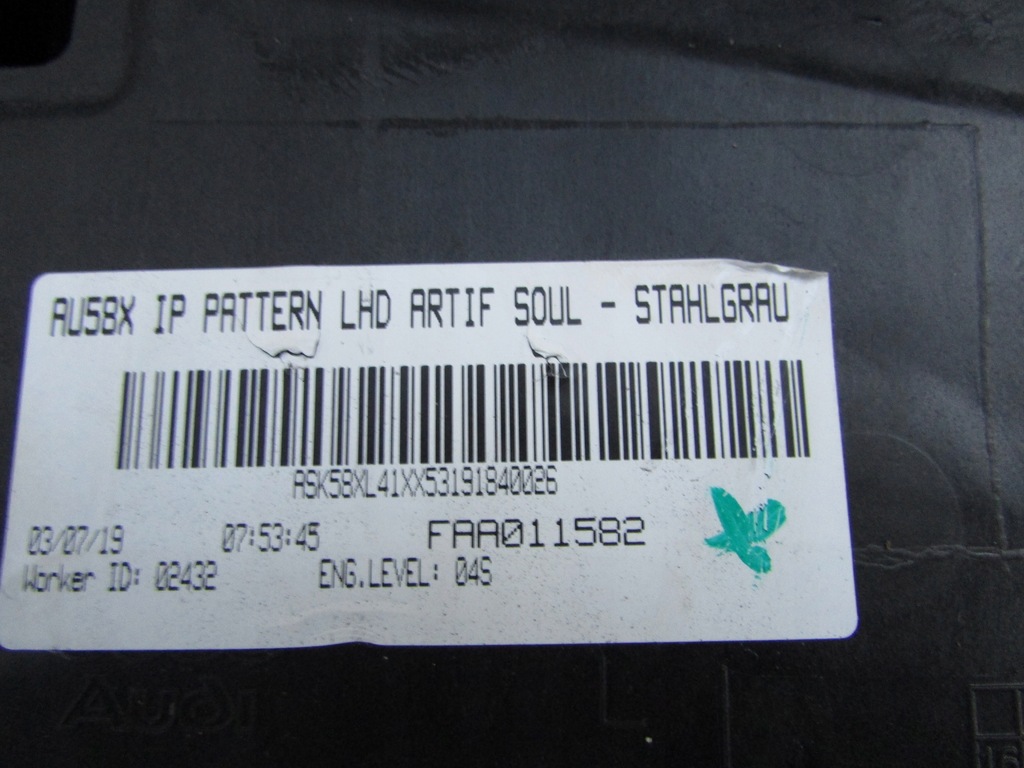 AU58X IP PATTERN LHD ARTIF SOUL - STAHLGRAU
ASK58XL41XX53191840026
03/07/19 07:53:45 FAA011582
Worker ID: 02432 ENG.LEVEL: 04S
Audi